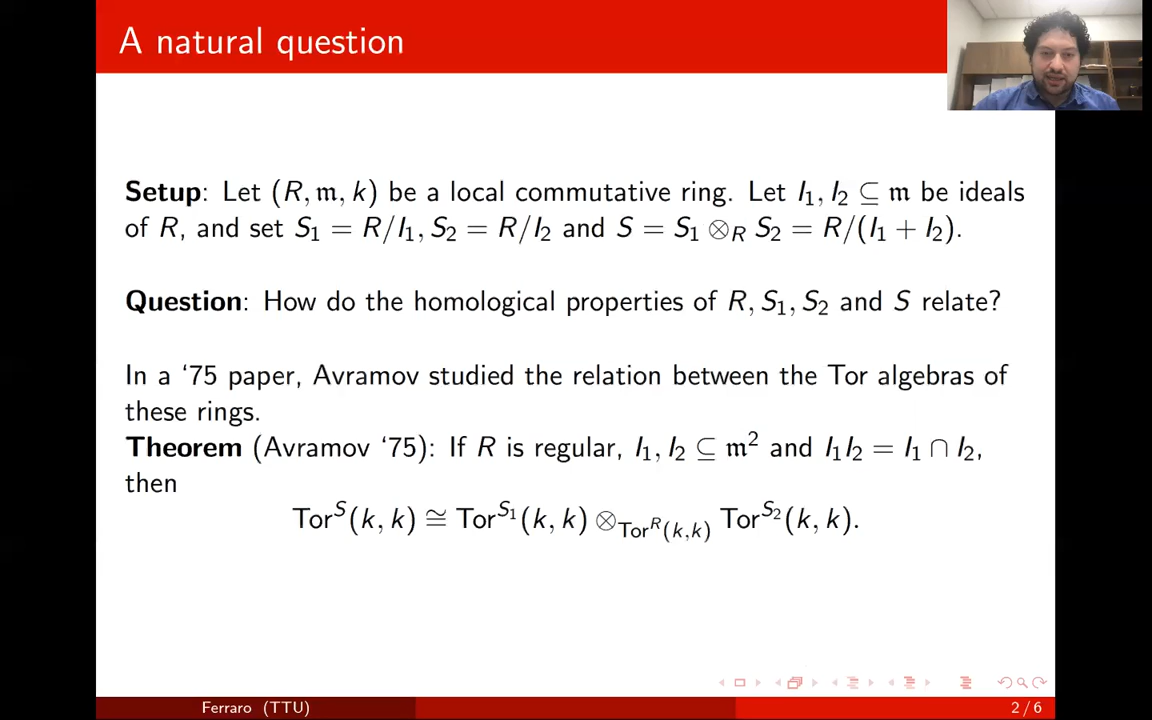 A natural question
Setup: Let (R, 𝔪, k) be a local commutative ring. Let I₁, I₂ ⊆ 𝔪 be ideals
of R, and set S₁ = R/I₁, S₂ = R/I₂ and S = S₁ ⊗_R S₂ = R/(I₁ + I₂).
Question: How do the homological properties of R, S₁, S₂ and S relate?
In a ‘75 paper, Avramov studied the relation between the Tor algebras of
these rings.
Theorem (Avramov ‘75): If R is regular, I₁, I₂ ⊆ 𝔪² and I₁I₂ = I₁ ∩ I₂,
then
Tor^S(k, k) ≅ Tor^{S₁}(k, k) ⊗_{Tor^R(k,k)} Tor^{S₂}(k, k).
Ferraro (TTU)
2 / 6